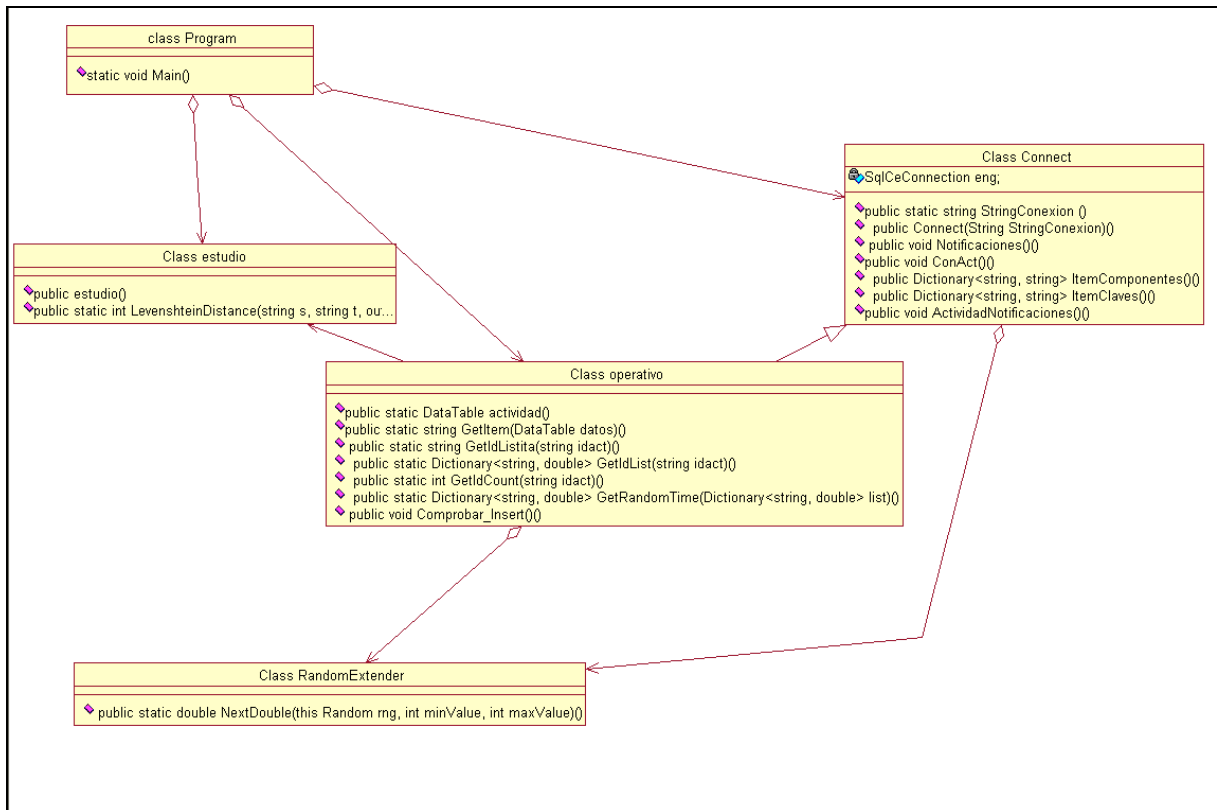 class Program
static void Main()
Class Connect
SqlCeConnection eng;
public static string StringConexion ()
public Connect(String StringConexion)()
public void Notificaciones()()
public void ConAct()()
public Dictionary<string, string> ItemComponentes()()
public Dictionary<string, string> ItemClaves()()
public void ActividadNotificaciones()()
Class estudio
public estudio()
public static int LevenshteinDistance(string s, string t, ou...
Class operativo
public static DataTable actividad()
public static string GetItem(DataTable datos)()
public static string GetIdListita(string idact)()
public static Dictionary<string, double> GetIdList(string idact)()
public static int GetIdCount(string idact)()
public static Dictionary<string, double> GetRandomTime(Dictionary<string, double> list)()
public void Comprobar_Insert()()
Class RandomExtender
public static double NextDouble(this Random rng, int minValue, int maxValue)()